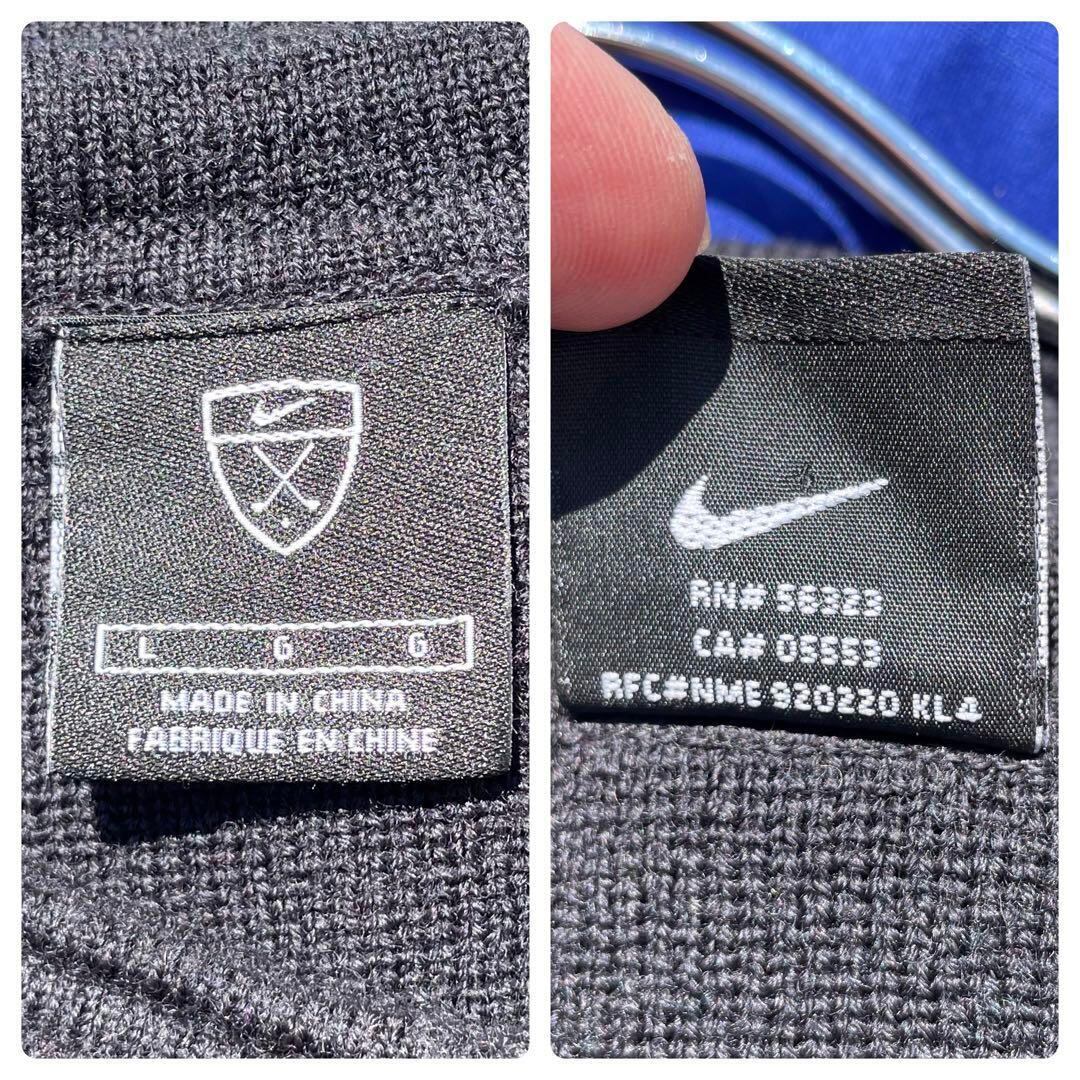 L G G
MADE IN CHINA
FABRIQUE EN CHINE
RN# 56323
CA# 05553
RFC#NME 920220 KL4